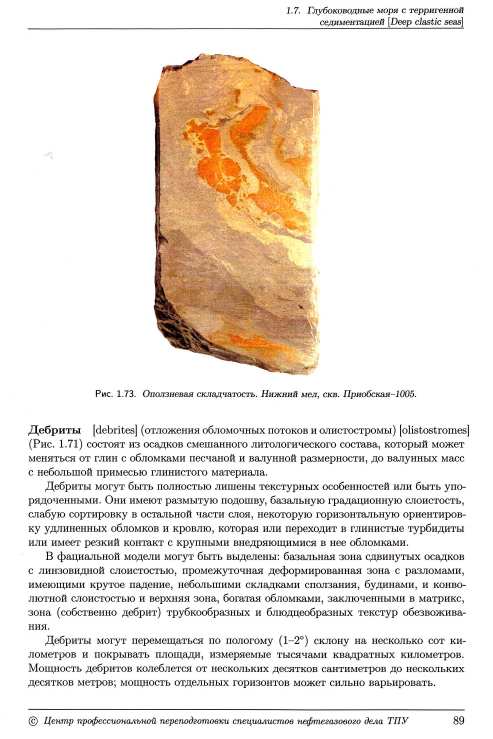 1.7. Глубоководные моря с терригенной
седиментацией [Deep clastic seas]
Рис. 1.73. Оползневая складчатость. Нижний мел, скв. Приобская–1005.
Дебриты [debrites] (отложения обломочных потоков и олистостромы) [olistostromes]
(Рис. 1.71) состоят из осадков смешанного литологического состава, который может
меняться от глин с обломками песчаной и валунной размерности, до валунных масс
с небольшой примесью глинистого материала.
Дебриты могут быть полностью лишены текстурных особенностей или быть упо-
рядоченными. Они имеют размытую подошву, базальную градационную слоистость,
слабую сортировку в остальной части слоя, некоторую горизонтальную ориентиров-
ку удлиненных обломков и кровлю, которая или переходит в глинистые турбидиты
или имеет резкий контакт с крупными внедряющимися в нее обломками.
В фациальной модели могут быть выделены: базальная зона сдвинутых осадков
с линзовидной слоистостью, промежуточная деформированная зона с разломами,
имеющими крутое падение, небольшими складками сползания, будинами, и конво-
лютной слоистостью и верхняя зона, богатая обломками, заключенными в матрикс,
зона (собственно дебрит) трубкообразных и блюдцеобразных текстур обезвожива-
ния.
Дебриты могут перемещаться по пологому (1–2°) склону на несколько сот ки-
лометров и покрывать площади, измеряемые тысячами квадратных километров.
Мощность дебритов колеблется от нескольких десятков сантиметров до нескольких
десятков метров; мощность отдельных горизонтов может сильно варьировать.
© Центр профессиональной переподготовки специалистов нефтегазового дела ТПУ 89